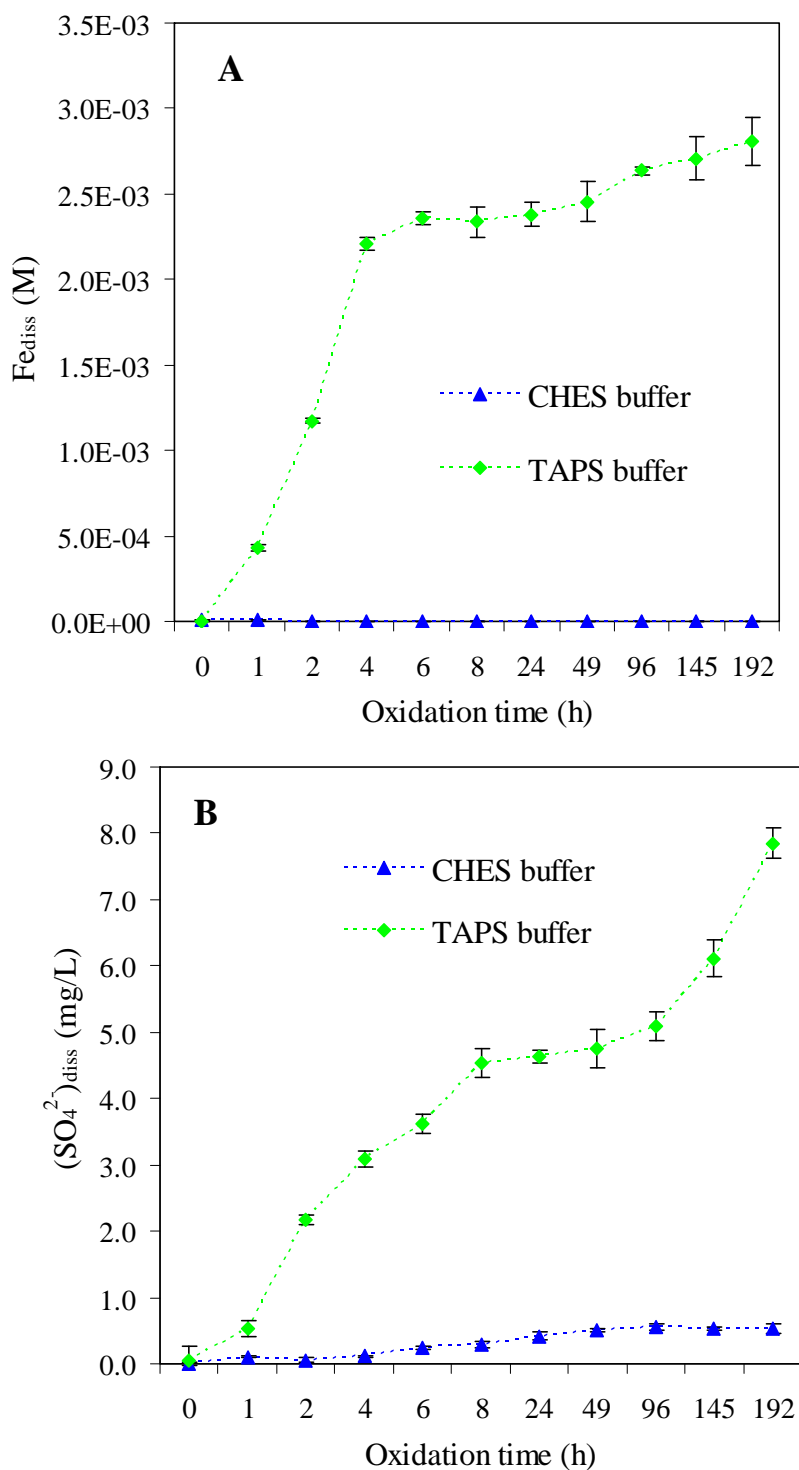 3.5E-03
A
3.0E-03
2.5E-03
2.0E-03
1.5E-03
1.0E-03
5.0E-04
0.0E+00
Fediss (M)
CHES buffer
TAPS buffer
0 1 2 4 6 8 24 49 96 145 192
Oxidation time (h)
9.0
B
8.0
7.0
6.0
5.0
4.0
3.0
2.0
1.0
0.0
(SO4²⁻)diss (mg/L)
CHES buffer
TAPS buffer
0 1 2 4 6 8 24 49 96 145 192
Oxidation time (h)